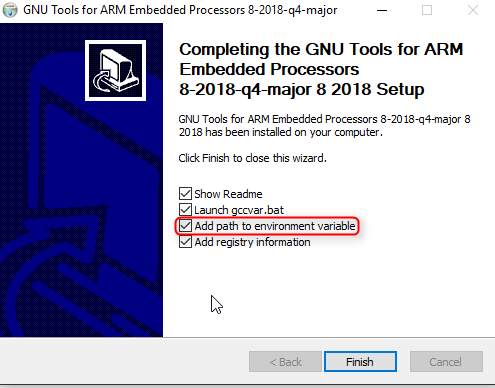 GNU Tools for ARM Embedded Processors 8-2018-q4-major
Completing the GNU Tools for ARM
Embedded Processors
8-2018-q4-major 8 2018 Setup
GNU Tools for ARM Embedded Processors 8-2018-q4-major 8
2018 has been installed on your computer.
Click Finish to close this wizard.
Show Readme
Launch gccvar.bat
Add path to environment variable
Add registry information
< Back
Finish
Cancel